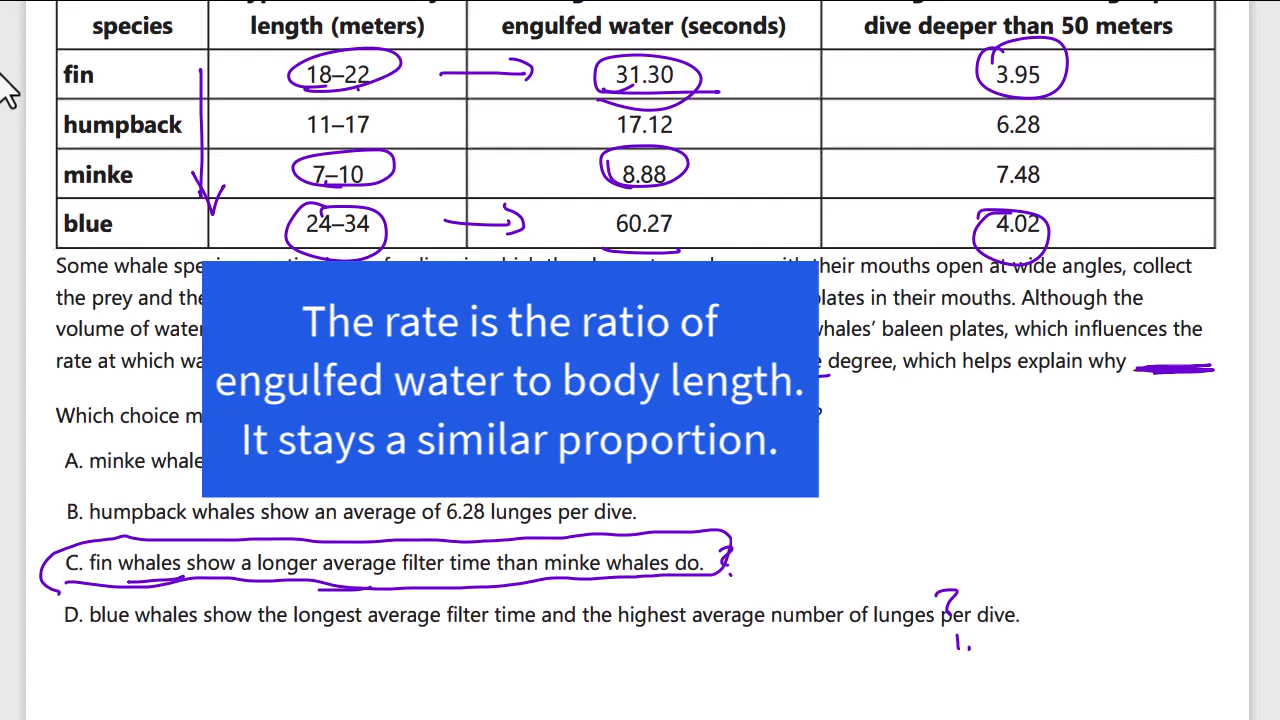 species length (meters) engulfed water (seconds) dive deeper than 50 meters
fin 18–22 31.30 3.95
humpback 11–17 17.12 6.28
minke 7–10 8.88 7.48
blue 24–34 60.27 4.02
Some whale their mouths open at wide angles, collect
the prey and plates in their mouths. Although the
volume of water whales’ baleen plates, which influences the
rate at which degree, which helps explain why
The rate is the ratio of
engulfed water to body length.
It stays a similar proportion.
Which choice ?
A. minke whale
B. humpback whales show an average of 6.28 lunges per dive.
C. fin whales show a longer average filter time than minke whales do. ?
D. blue whales show the longest average filter time and the highest average number of lunges per dive.
?
1.